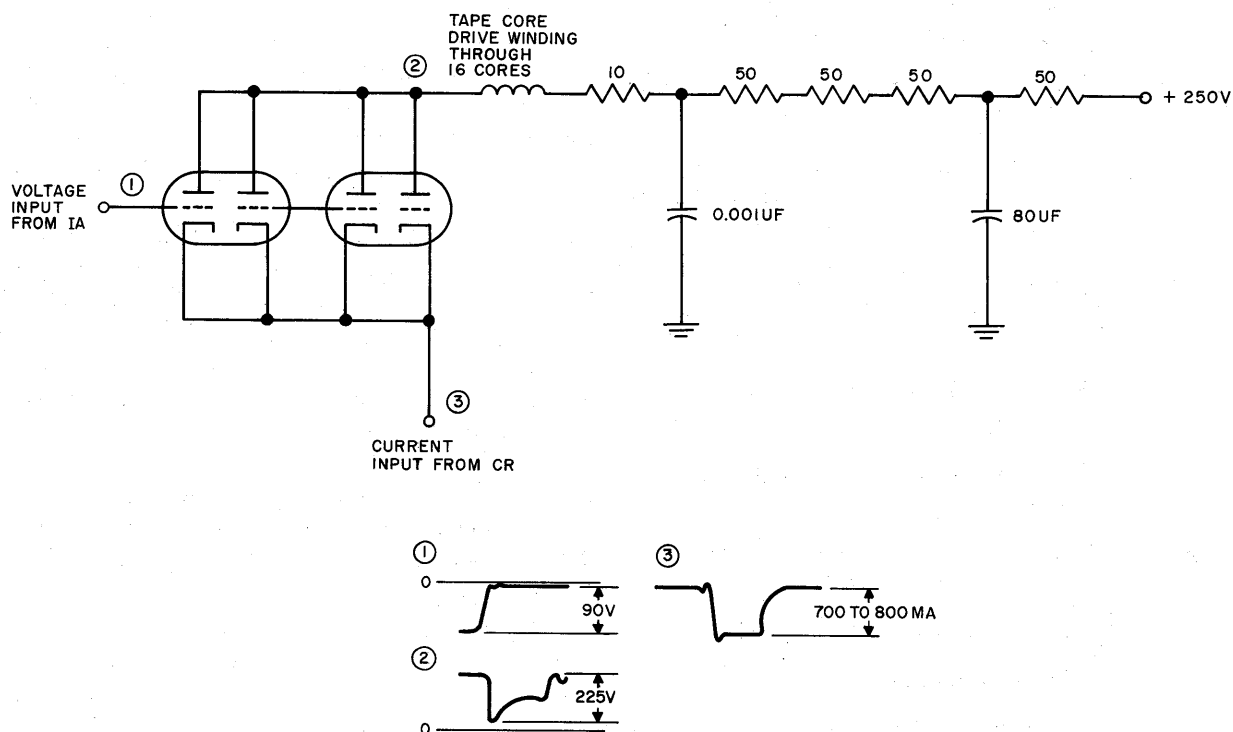 TAPE CORE
DRIVE WINDING
THROUGH
16 CORES
②
10
50
50
50
50
+ 250V
VOLTAGE
INPUT
FROM IA
①
0.001UF
80UF
③
CURRENT
INPUT FROM CR
①
0
90V
③
700 TO 800 MA
②
225V
0